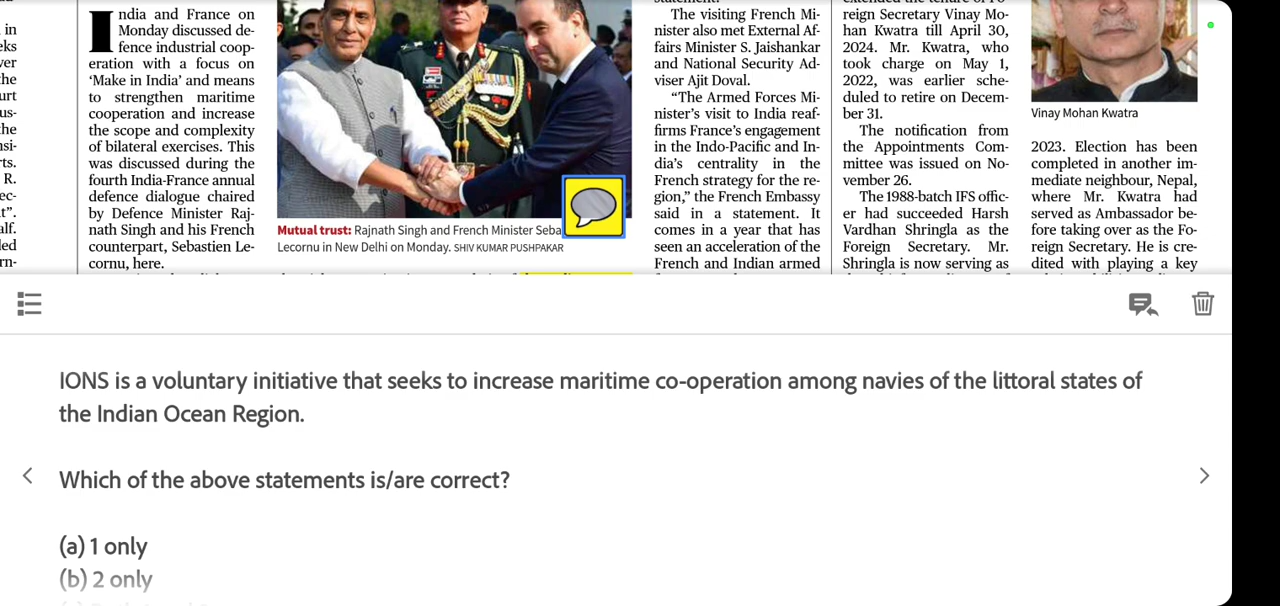 in
eks
ver
the
urt
us-
the
nsi-
rts.
R.
ec-
t”.
alf.
led
ern-
India and France on
Monday discussed de-
fence industrial coop-
eration with a focus on
‘Make in India’ and means
to strengthen maritime
cooperation and increase
the scope and complexity
of bilateral exercises. This
was discussed during the
fourth India-France annual
defence dialogue chaired
by Defence Minister Raj-
nath Singh and his French
counterpart, Sebastien Le-
cornu, here.
Mutual trust: Rajnath Singh and French Minister Seba
Lecornu in New Delhi on Monday. SHIV KUMAR PUSHPAKAR
The visiting French Mi-
nister also met External Af-
fairs Minister S. Jaishankar
and National Security Ad-
viser Ajit Doval.
“The Armed Forces Mi-
nister’s visit to India reaf-
firms France’s engagement
in the Indo-Pacific and In-
dia’s centrality in the
French strategy for the re-
gion,” the French Embassy
said in a statement. It
comes in a year that has
seen an acceleration of the
French and Indian armed
reign Secretary Vinay Mo-
han Kwatra till April 30,
2024. Mr. Kwatra, who
took charge on May 1,
2022, was earlier sche-
duled to retire on Decem-
ber 31.
The notification from
the Appointments Com-
mittee was issued on No-
vember 26.
The 1988-batch IFS offic-
er had succeeded Harsh
Vardhan Shringla as the
Foreign Secretary. Mr.
Shringla is now serving as
Vinay Mohan Kwatra
2023. Election has been
completed in another im-
mediate neighbour, Nepal,
where Mr. Kwatra had
served as Ambassador be-
fore taking over as the Fo-
reign Secretary. He is cre-
dited with playing a key
IONS is a voluntary initiative that seeks to increase maritime co-operation among navies of the littoral states of
the Indian Ocean Region.
Which of the above statements is/are correct?
(a) 1 only
(b) 2 only